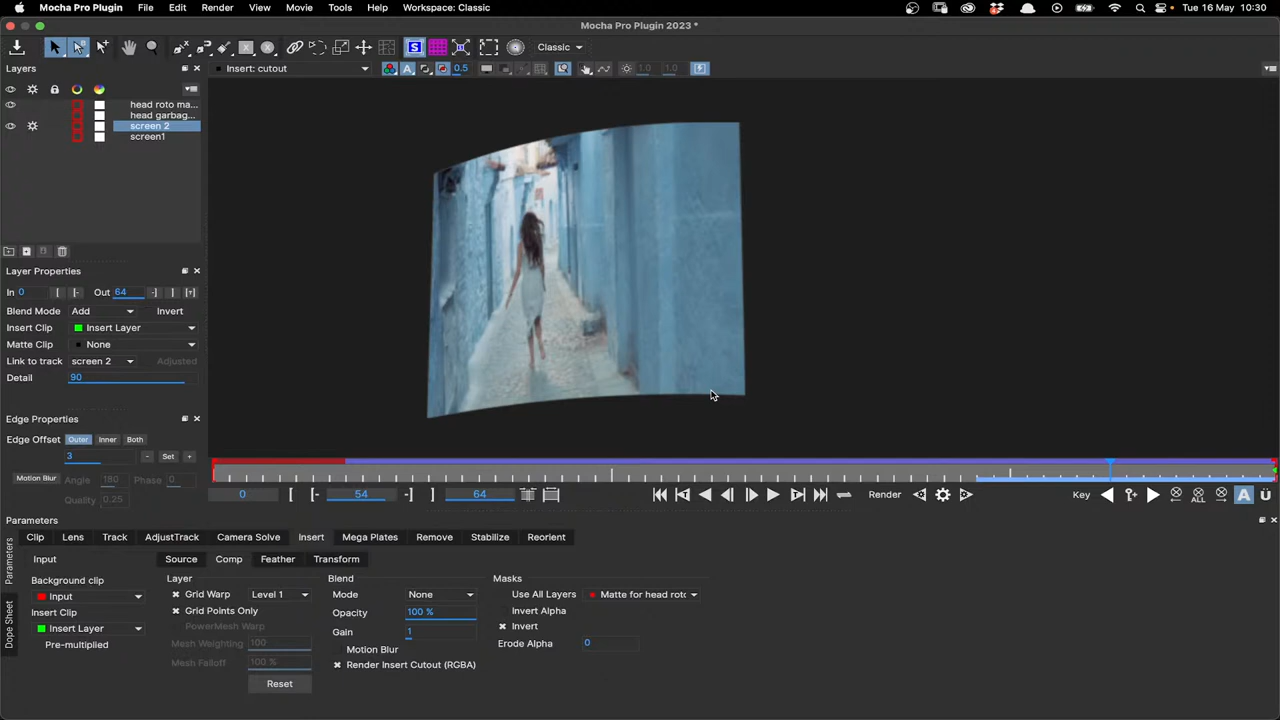 Mocha Pro Plugin File Edit Render View Movie Tools Help Workspace: Classic Tue 16 May 10:30
Mocha Pro Plugin 2023 *
Classic
Layers Insert: cutout A 0.5 1.0 1.0
head roto ma...
head garbag...
screen 2
screen1
Layer Properties
In 0 Out 64
Blend Mode Add Invert
Insert Clip Insert Layer
Matte Clip None
Link to track screen 2 Adjusted
Detail 90
Edge Properties
Edge Offset Outer Inner Both
3 - Set +
Motion Blur Angle 180 Phase 0
Quality 0.25
0 54 64 Render Key ALL A Ü
Parameters
Clip Lens Track AdjustTrack Camera Solve Insert Mega Plates Remove Stabilize Reorient
Parameters
Dope Sheet
Input Source Comp Feather Transform
Background clip Layer Blend Masks
Input Grid Warp Level 1 Mode None Use All Layers Matte for head roto
Insert Clip Grid Points Only Opacity 100 % Invert Alpha
Insert Layer PowerMesh Warp Gain 1 Invert
Pre-multiplied Mesh Weighting 100 Motion Blur Erode Alpha 0
Mesh Falloff 100 % Render Insert Cutout (RGBA)
Reset